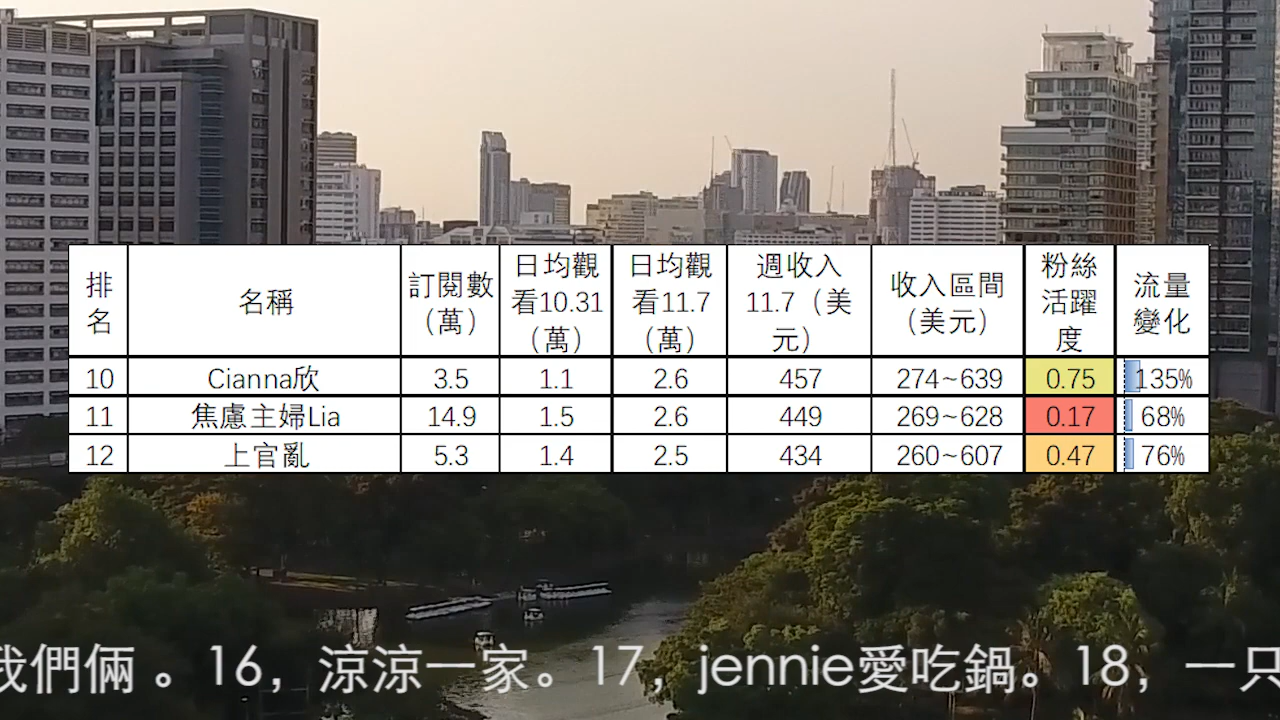 排名 名稱 訂閱數（萬） 日均觀看10.31（萬） 日均觀看11.7（萬） 週收入11.7（美元） 收入區間（美元） 粉絲活躍度 流量變化
10 Cianna欣 3.5 1.1 2.6 457 274~639 0.75 135%
11 焦慮主婦Lia 14.9 1.5 2.6 449 269~628 0.17 68%
12 上官亂 5.3 1.4 2.5 434 260~607 0.47 76%
我們倆。16，涼涼一家。17，jennie愛吃鍋。18，一只